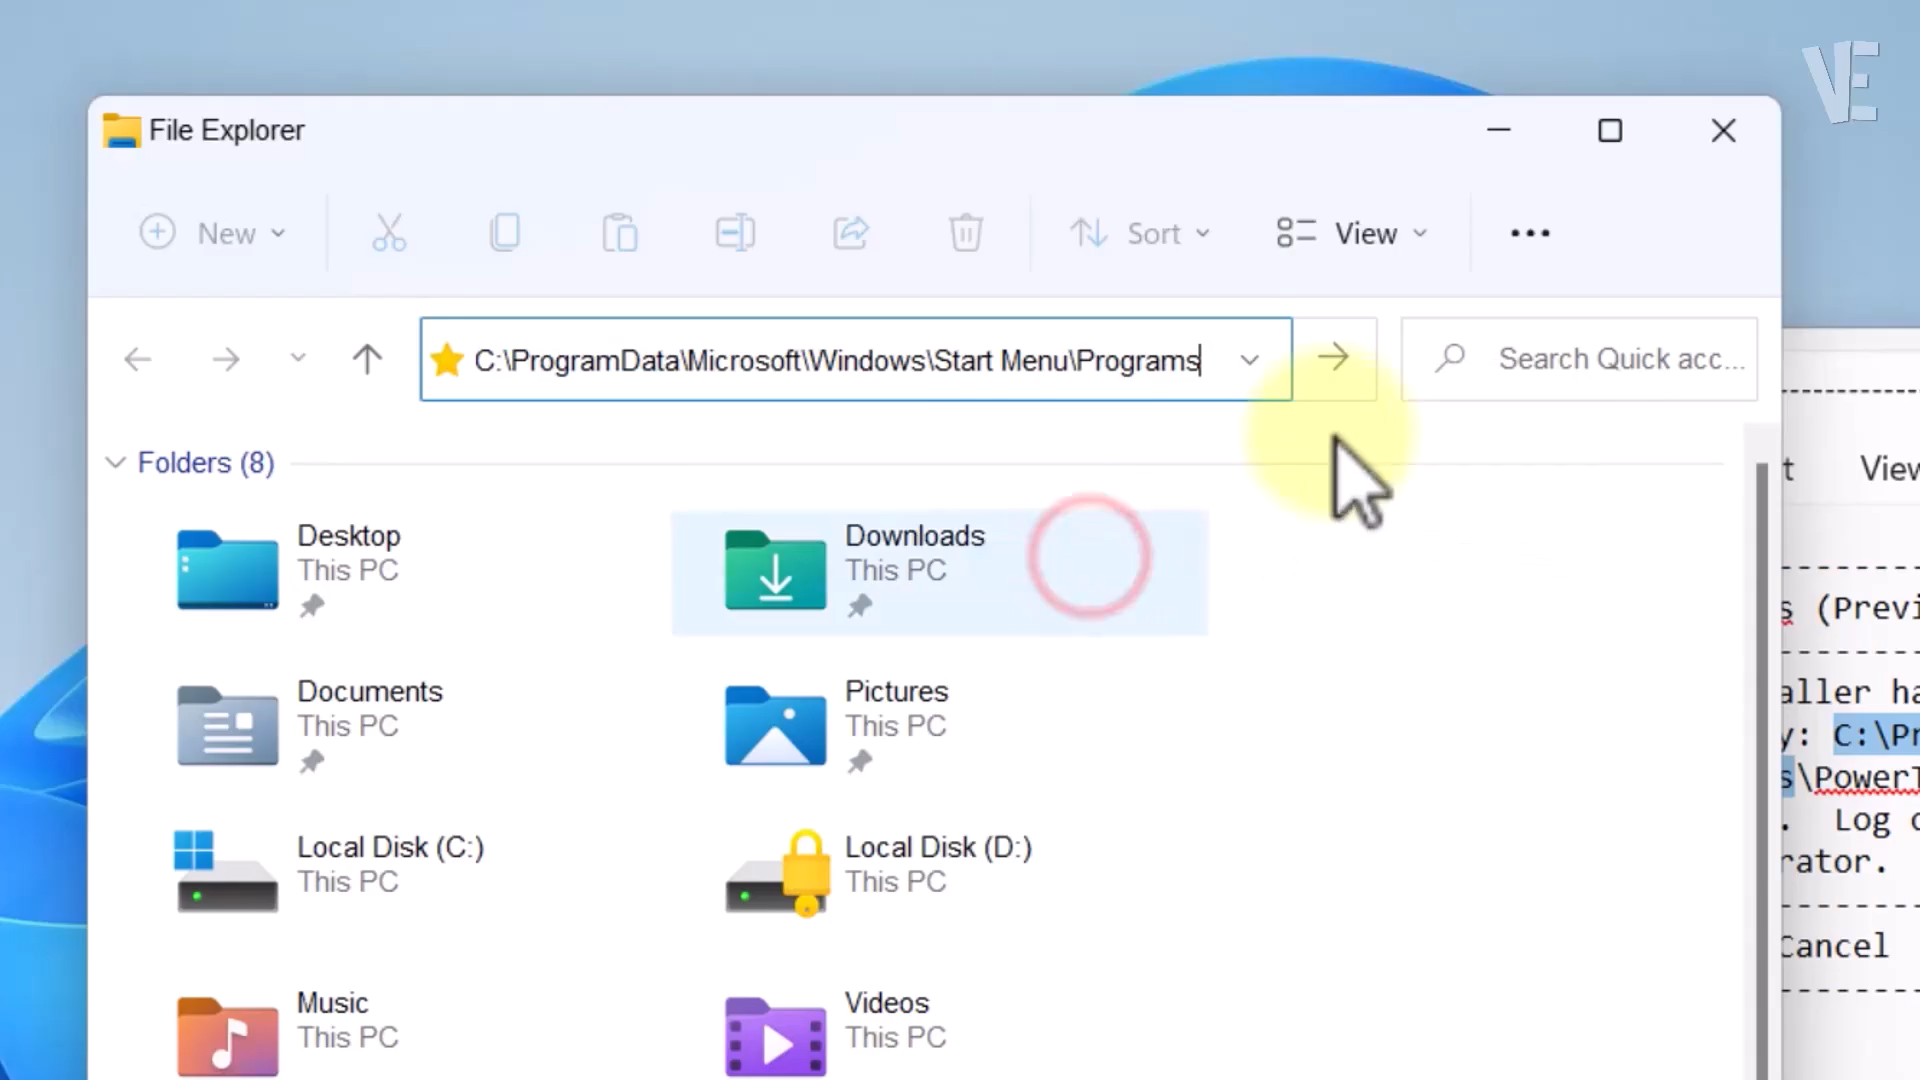 VE
File Explorer
New
Sort
View
C:\ProgramData\Microsoft\Windows\Start Menu\Programs
Search Quick acc...
Folders (8)
Desktop
This PC
Downloads
This PC
Documents
This PC
Pictures
This PC
Local Disk (C:)
This PC
Local Disk (D:)
This PC
Music
This PC
Videos
This PC
t View
s (Previ
aller ha
y: C:\Pr
s\PowerT
. Log o
rator.
Cancel